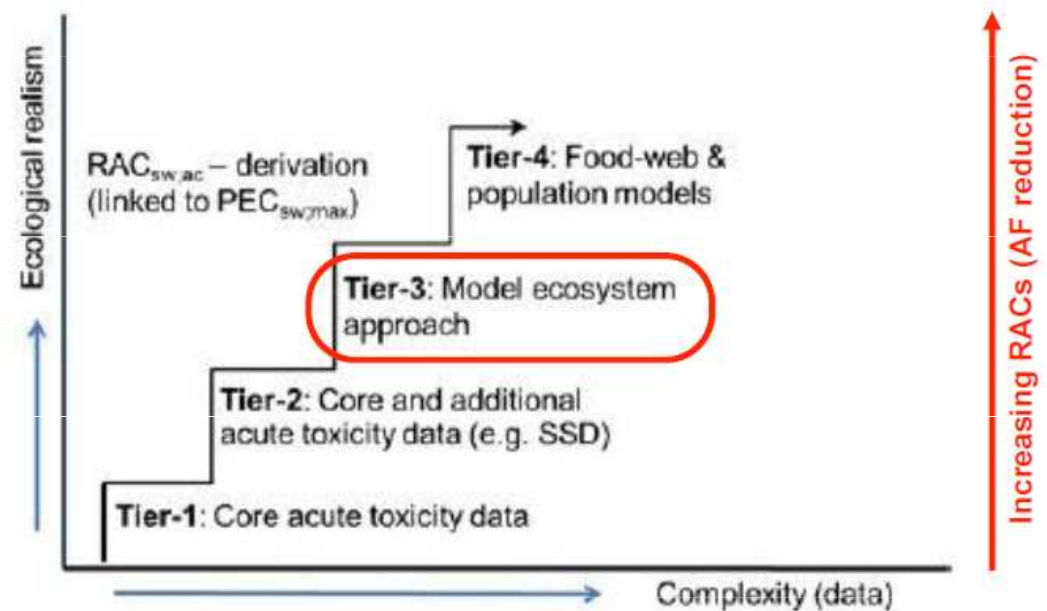 Ecological realism
RACsw;ac – derivation
(linked to PECsw;max)
Tier-4: Food-web &
population models
Tier-3: Model ecosystem
approach
Tier-2: Core and additional
acute toxicity data (e.g. SSD)
Tier-1: Core acute toxicity data
Complexity (data)
Increasing RACs (AF reduction)